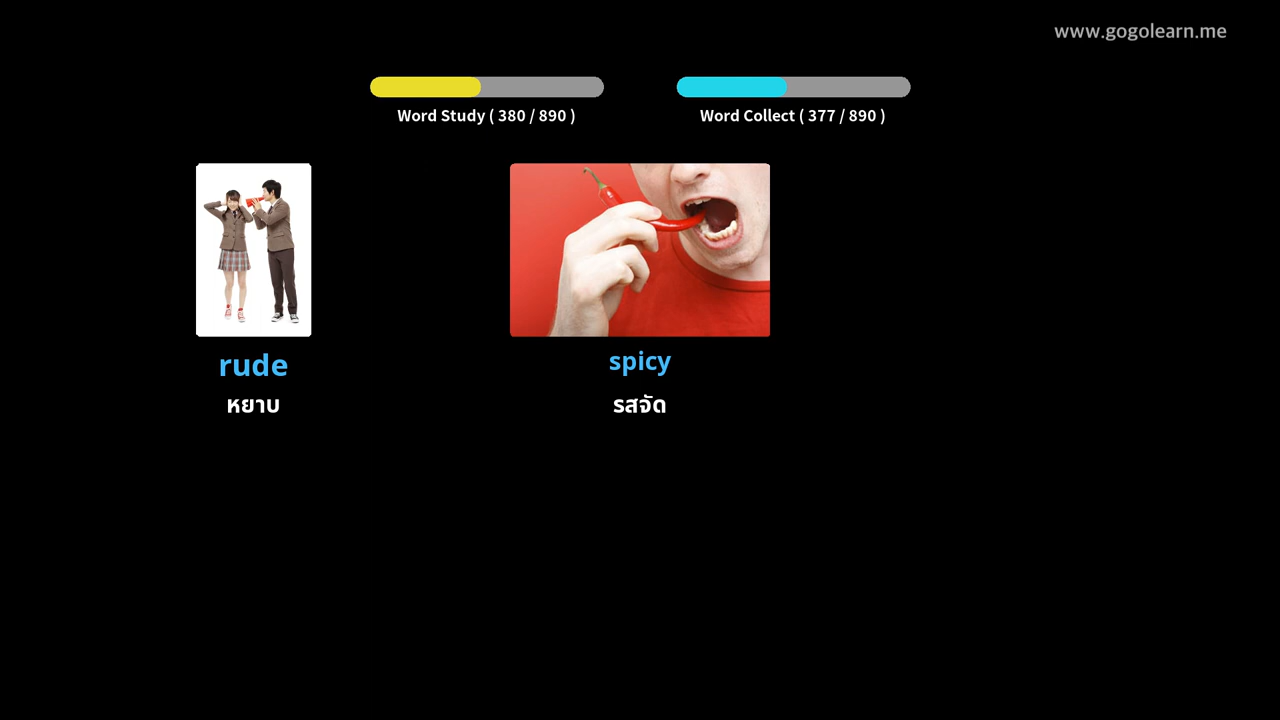 www.gogolearn.me
Word Study ( 380 / 890 )
Word Collect ( 377 / 890 )
rude
หยาบ
spicy
รสจัด